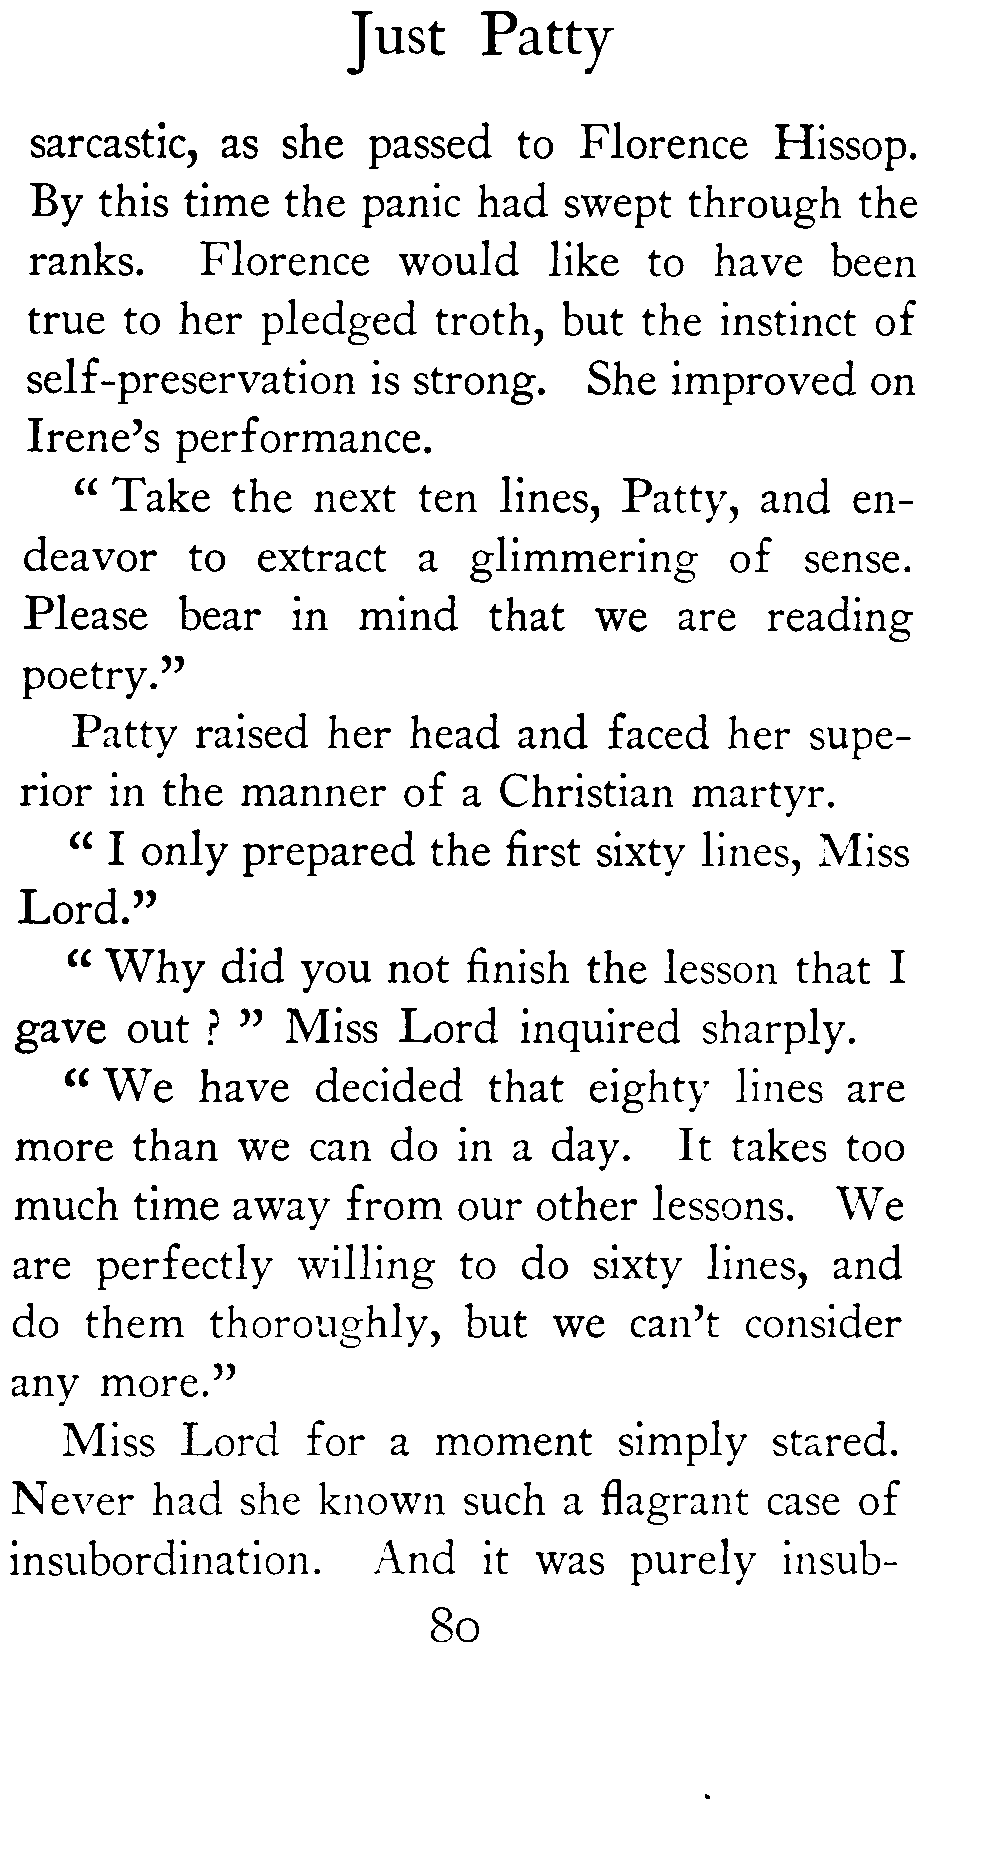 Just Patty
sarcastic, as she passed to Florence Hissop.
By this time the panic had swept through the
ranks. Florence would like to have been
true to her pledged troth, but the instinct of
self-preservation is strong. She improved on
Irene's performance.
" Take the next ten lines, Patty, and en-
deavor to extract a glimmering of sense.
Please bear in mind that we are reading
poetry."
Patty raised her head and faced her supe-
rior in the manner of a Christian martyr.
" I only prepared the first sixty lines, Miss
Lord."
" Why did you not finish the lesson that I
gave out ? " Miss Lord inquired sharply.
" We have decided that eighty lines are
more than we can do in a day. It takes too
much time away from our other lessons. We
are perfectly willing to do sixty lines, and
do them thoroughly, but we can't consider
any more."
Miss Lord for a moment simply stared.
Never had she known such a flagrant case of
insubordination. And it was purely insub-
80